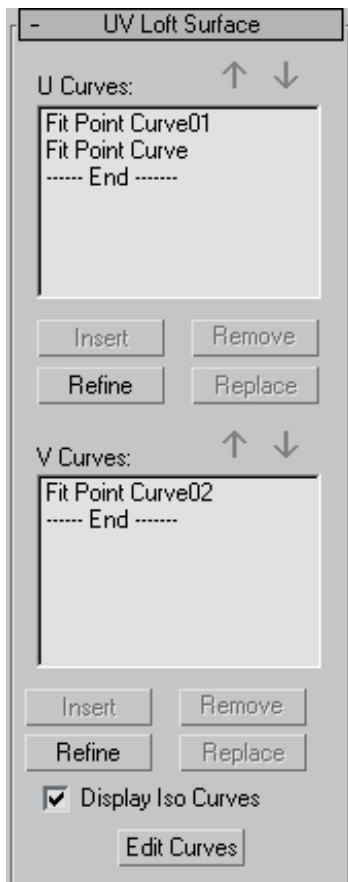 - UV Loft Surface
U Curves:
Fit Point Curve01
Fit Point Curve
------ End -------
Insert Remove
Refine Replace
V Curves:
Fit Point Curve02
------ End -------
Insert Remove
Refine Replace
Display Iso Curves
Edit Curves